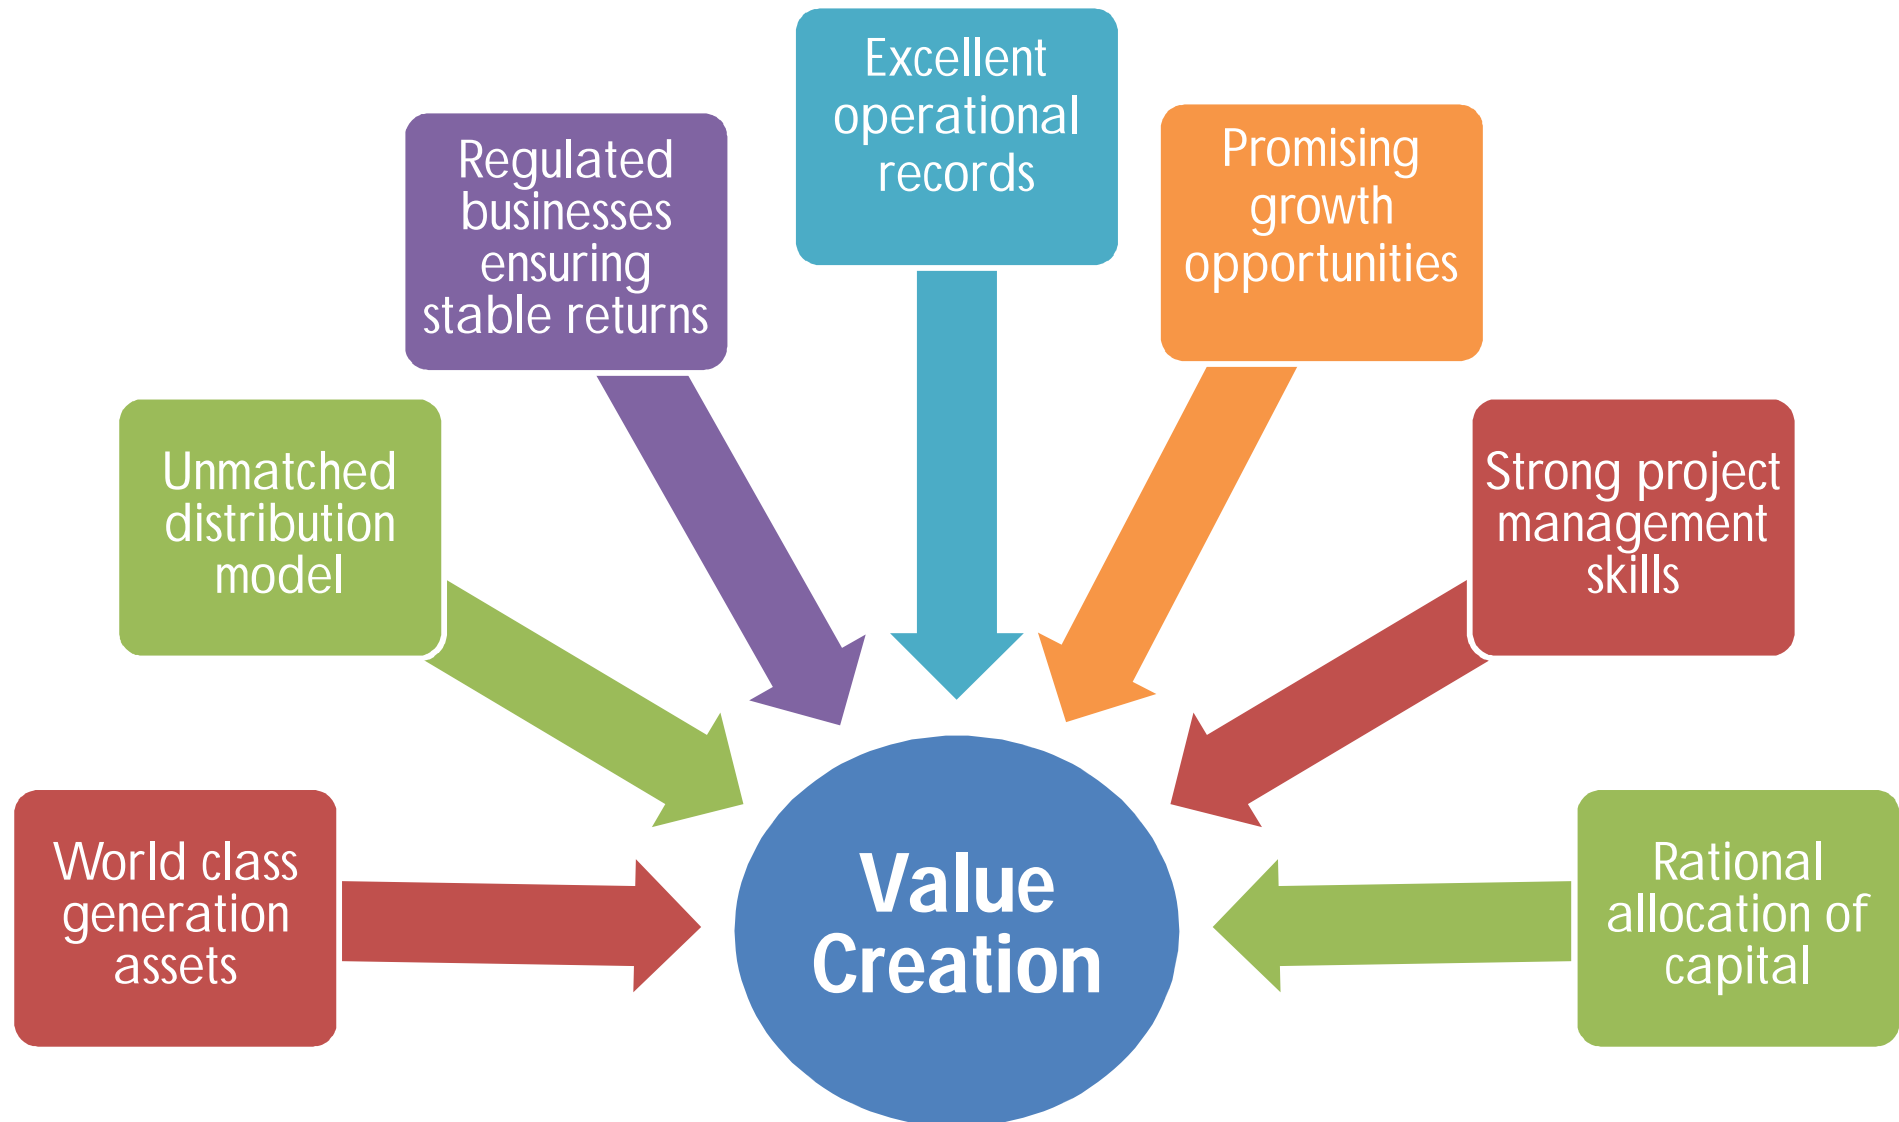 Excellent
operational
records
Regulated
businesses
ensuring
stable returns
Promising
growth
opportunities
Unmatched
distribution
model
Strong project
management
skills
World class
generation
assets
Value
Creation
Rational
allocation of
capital